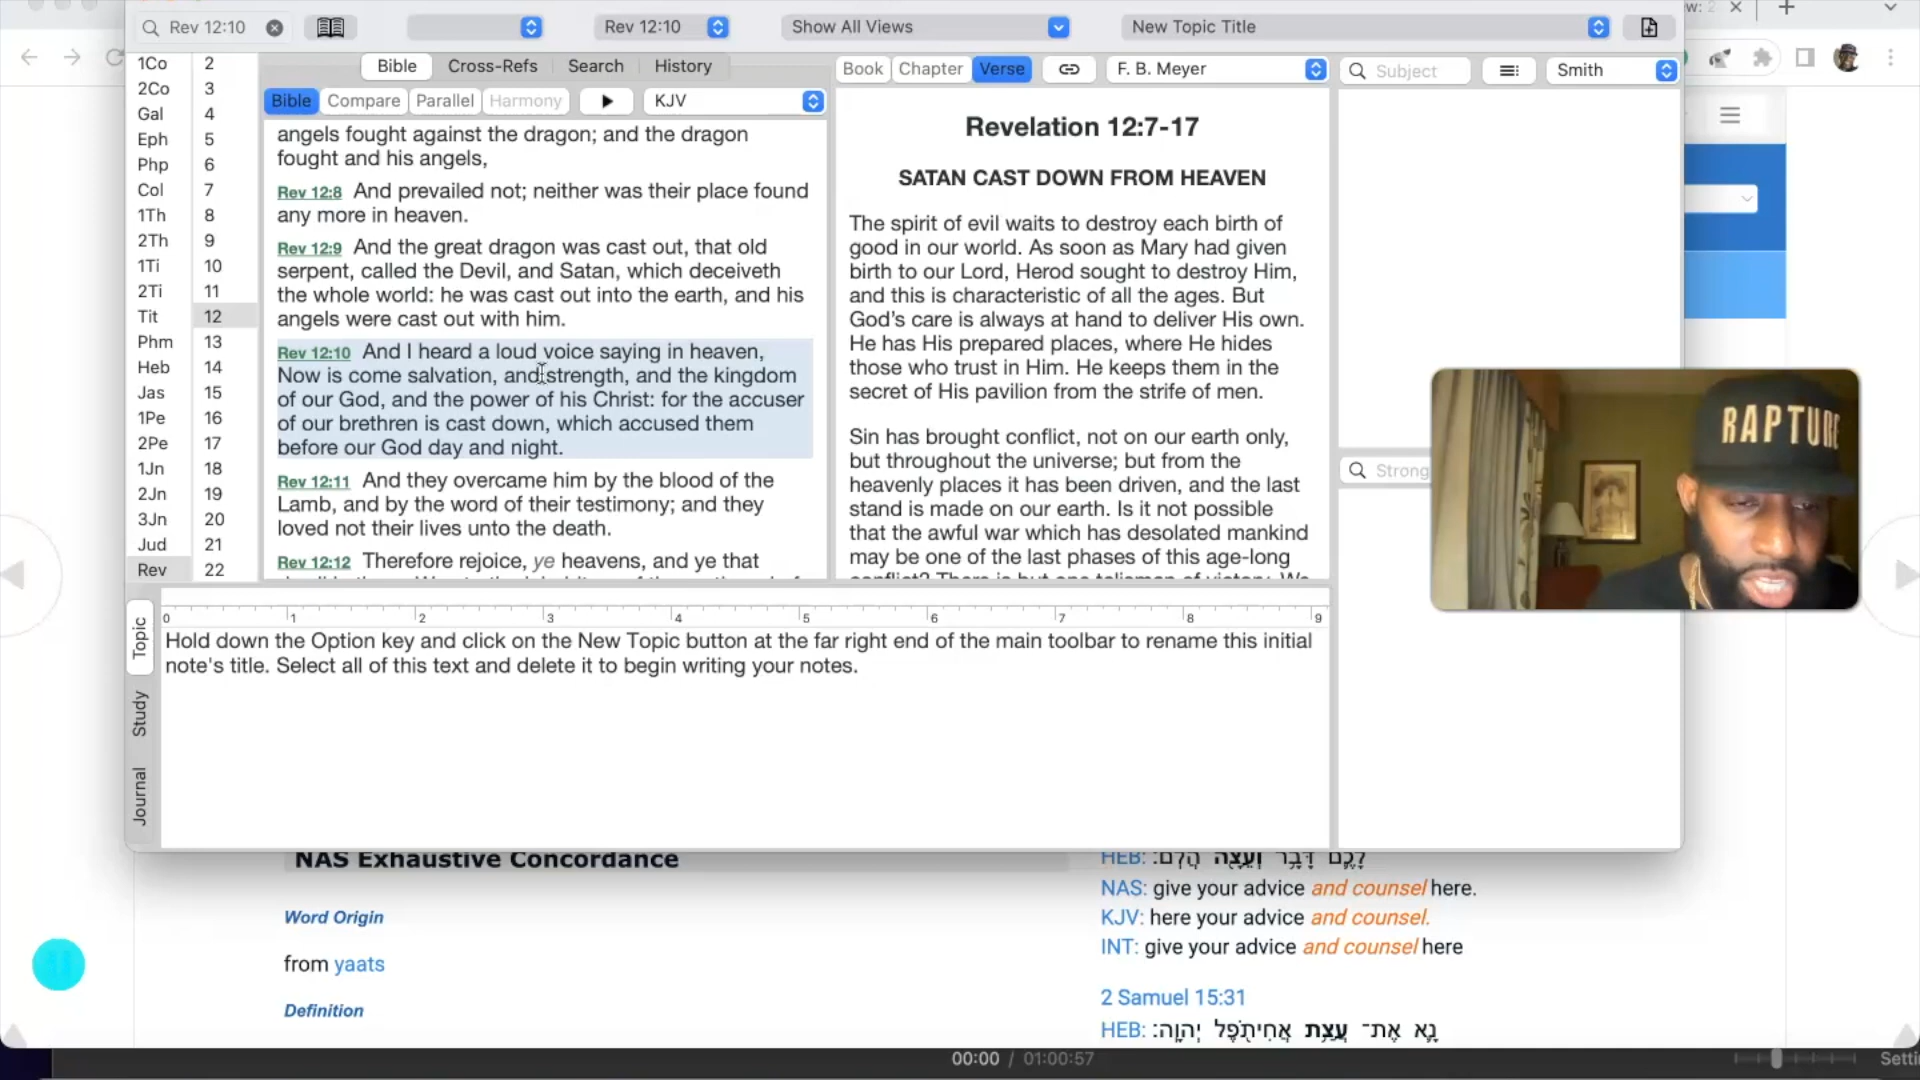 Rev 12:10
Rev 12:10
Show All Views
New Topic Title
1Co
2Co
Gal
Eph
Php
Col
1Th
2Th
1Ti
2Ti
Tit
Phm
Heb
Jas
1Pe
2Pe
1Jn
2Jn
3Jn
Jud
Rev
2
3
4
5
6
7
8
9
10
11
12
13
14
15
16
17
18
19
20
21
22
Bible Cross-Refs Search History
Bible Compare Parallel Harmony KJV
angels fought against the dragon; and the dragon
fought and his angels,
Rev 12:8 And prevailed not; neither was their place found
any more in heaven.
Rev 12:9 And the great dragon was cast out, that old
serpent, called the Devil, and Satan, which deceiveth
the whole world: he was cast out into the earth, and his
angels were cast out with him.
Rev 12:10 And I heard a loud voice saying in heaven,
Now is come salvation, and strength, and the kingdom
of our God, and the power of his Christ: for the accuser
of our brethren is cast down, which accused them
before our God day and night.
Rev 12:11 And they overcame him by the blood of the
Lamb, and by the word of their testimony; and they
loved not their lives unto the death.
Rev 12:12 Therefore rejoice, ye heavens, and ye that
Book Chapter Verse F. B. Meyer
Revelation 12:7-17
SATAN CAST DOWN FROM HEAVEN
The spirit of evil waits to destroy each birth of
good in our world. As soon as Mary had given
birth to our Lord, Herod sought to destroy Him,
and this is characteristic of all the ages. But
God's care is always at hand to deliver His own.
He has His prepared places, where He hides
those who trust in Him. He keeps them in the
secret of His pavilion from the strife of men.
Sin has brought conflict, not on our earth only,
but throughout the universe; but from the
heavenly places it has been driven, and the last
stand is made on our earth. Is it not possible
that the awful war which has desolated mankind
may be one of the last phases of this age-long
Subject Smith
Strong
RAPTURE
0 1 2 3 4 5 6 7 8 9
Topic
Study
Journal
Hold down the Option key and click on the New Topic button at the far right end of the main toolbar to rename this initial
note's title. Select all of this text and delete it to begin writing your notes.
NAS Exhaustive Concordance
Word Origin
from yaats
Definition
HEB: לָכֶ֛ם דָּבָ֥ר וְעֵצָ֖ה הֲלֹֽם׃
NAS: give your advice and counsel here.
KJV: here your advice and counsel.
INT: give your advice and counsel here
2 Samuel 15:31
HEB: נָ֛א אֶת־ עֲצַ֥ת אֲחִיתֹ֖פֶל יְהוָֽה׃
00:00 / 01:00:57